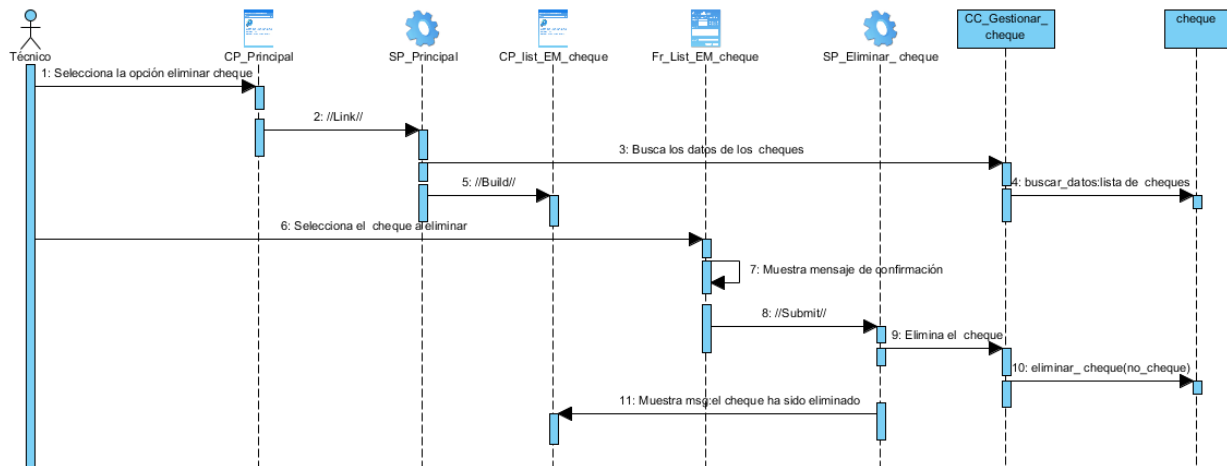 CC_Gestionar_
cheque
cheque
Técnico
CP_Principal
SP_Principal
CP_list_EM_cheque
Fr_List_EM_cheque
SP_Eliminar_ cheque
1: Selecciona la opción eliminar cheque
2: //Link//
3: Busca los datos de los cheques
4: buscar_datos:lista de cheques
5: //Build//
6: Selecciona el cheque a eliminar
7: Muestra mensaje de confirmación
8: //Submit//
9: Elimina el cheque
10: eliminar_ cheque(no_cheque)
11: Muestra msg:el cheque ha sido eliminado